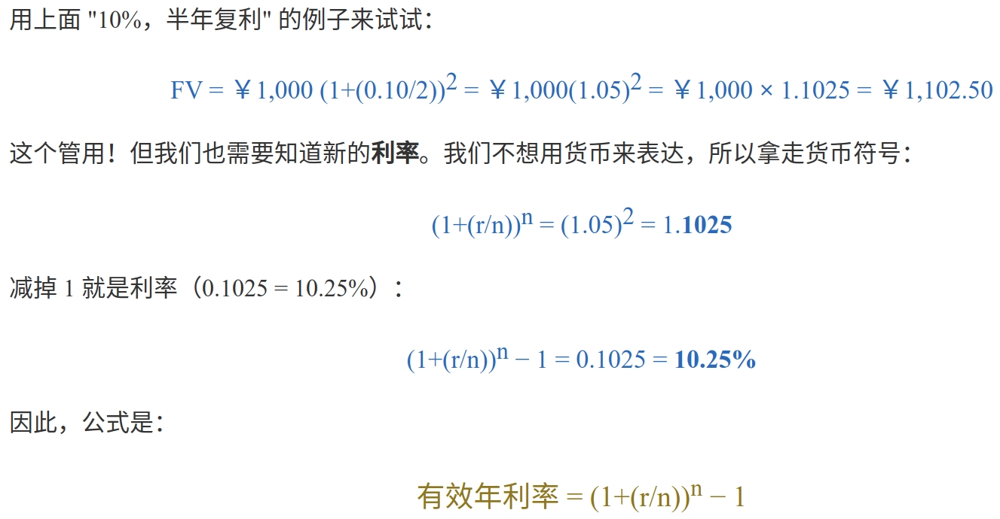 用上面 "10%，半年复利" 的例子来试试：
FV = ￥1,000 (1+(0.10/2))² = ￥1,000(1.05)² = ￥1,000 × 1.1025 = ￥1,102.50
这个管用！但我们也需要知道新的利率。我们不想用货币来表达，所以拿走货币符号：
(1+(r/n))ⁿ = (1.05)² = 1.1025
减掉 1 就是利率（0.1025 = 10.25%）：
(1+(r/n))ⁿ − 1 = 0.1025 = 10.25%
因此，公式是：
有效年利率 = (1+(r/n))ⁿ − 1